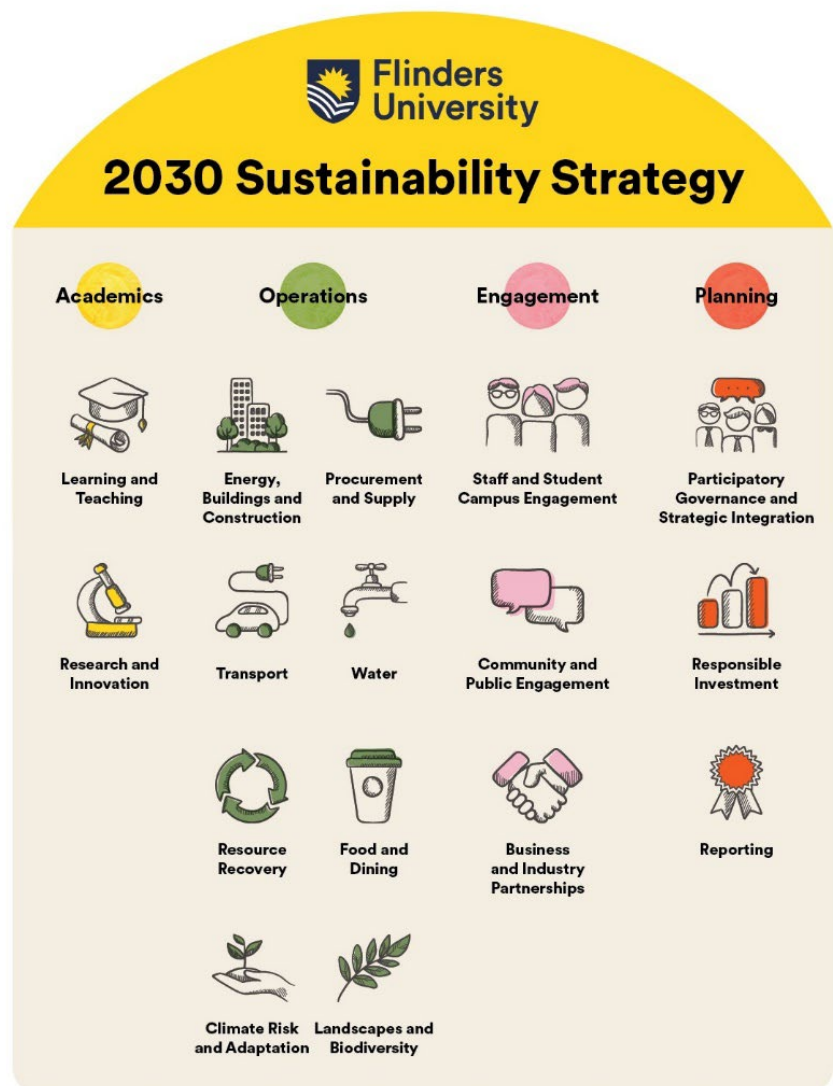 Flinders
University
2030 Sustainability Strategy
Academics
Operations
Engagement
Planning
Learning and
Teaching
Energy,
Buildings and
Construction
Procurement
and Supply
Staff and Student
Campus Engagement
Participatory
Governance and
Strategic Integration
Research and
Innovation
Transport
Water
Community and
Public Engagement
Responsible
Investment
Resource
Recovery
Food and
Dining
Business
and Industry
Partnerships
Reporting
Climate Risk
and Adaptation
Landscapes and
Biodiversity